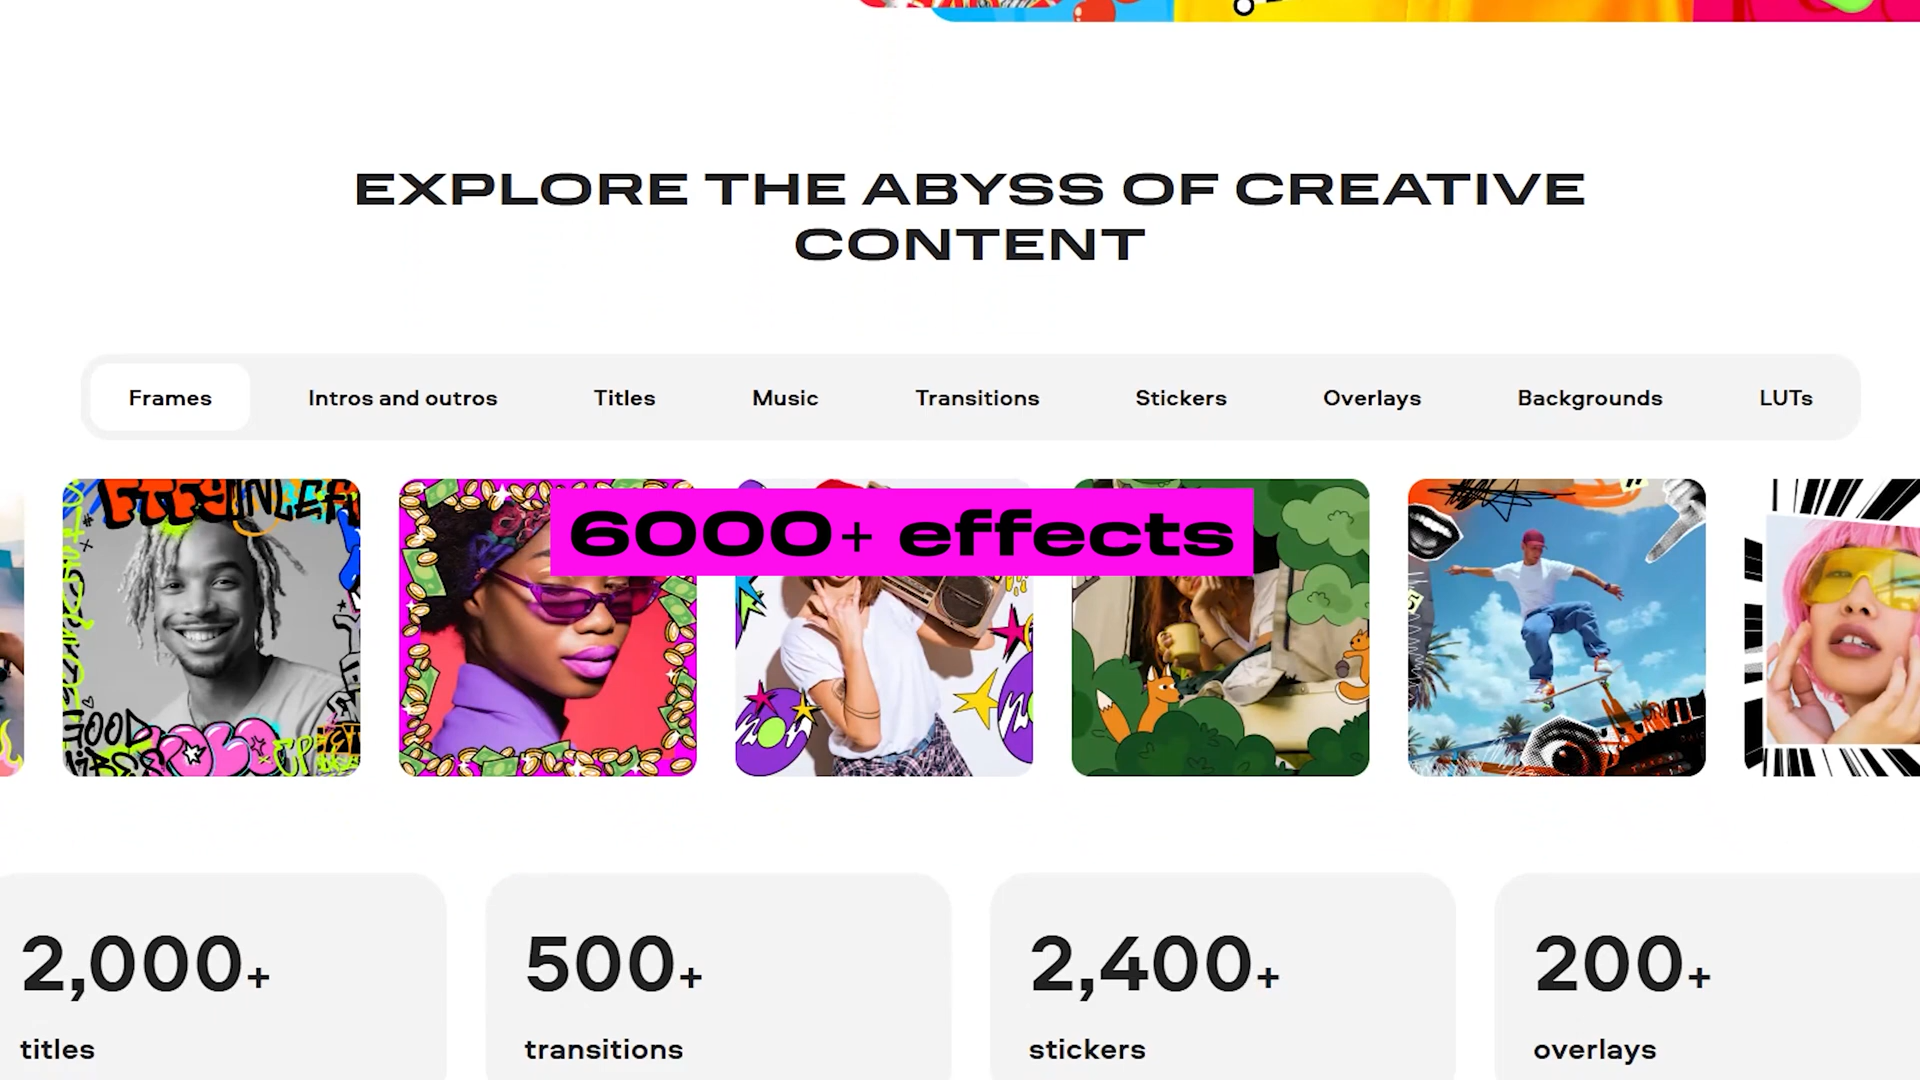 EXPLORE THE ABYSS OF CREATIVE
CONTENT
Frames
Intros and outros
Titles
Music
Transitions
Stickers
Overlays
Backgrounds
LUTs
6000+ effects
GOOD
2,000+
500+
2,400+
200+
titles
transitions
stickers
overlays